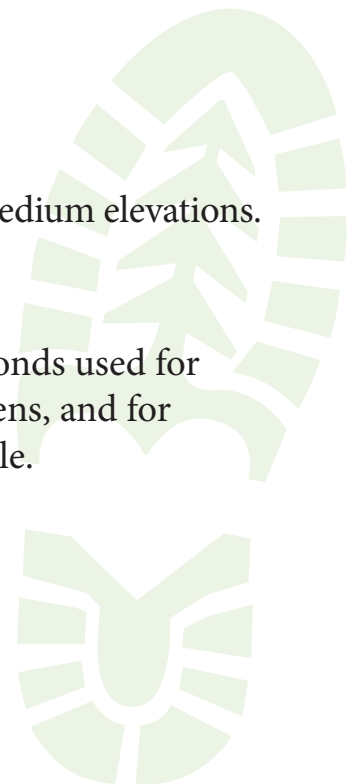 edium elevations.
onds used for
ens, and for
le.